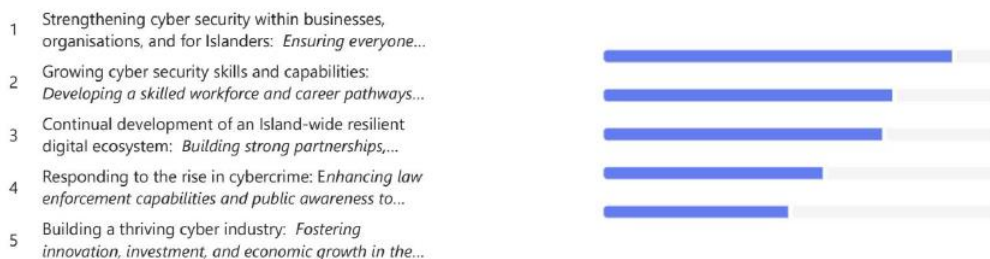 1
Strengthening cyber security within businesses,
organisations, and for Islanders: Ensuring everyone...
2
Growing cyber security skills and capabilities:
Developing a skilled workforce and career pathways...
3
Continual development of an Island-wide resilient
digital ecosystem: Building strong partnerships,...
4
Responding to the rise in cybercrime: Enhancing law
enforcement capabilities and public awareness to...
5
Building a thriving cyber industry: Fostering
innovation, investment, and economic growth in the...